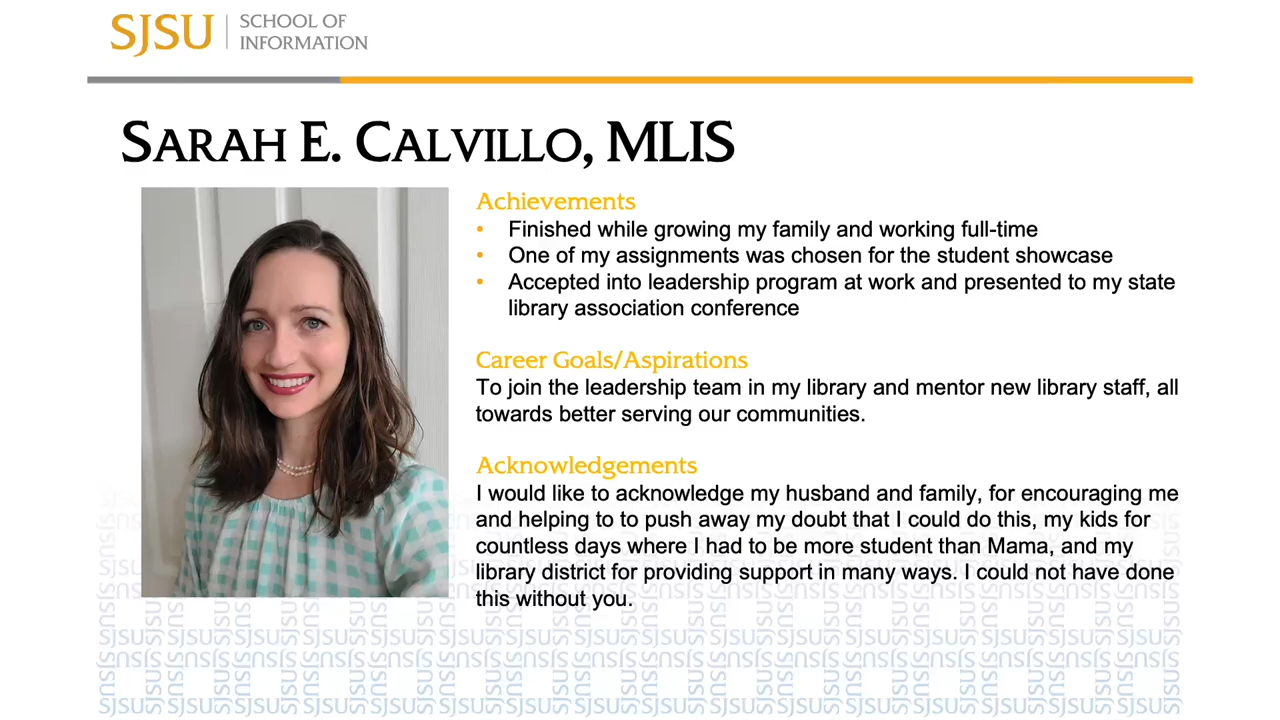 SJSU
SCHOOL OF
INFORMATION
SARAH E. CALVILLO, MLIS
Achievements
• Finished while growing my family and working full-time
• One of my assignments was chosen for the student showcase
• Accepted into leadership program at work and presented to my state
library association conference
Career Goals/Aspirations
To join the leadership team in my library and mentor new library staff, all
towards better serving our communities.
Acknowledgements
I would like to acknowledge my husband and family, for encouraging me
and helping to to push away my doubt that I could do this, my kids for
countless days where I had to be more student than Mama, and my
library district for providing support in many ways. I could not have done
this without you.